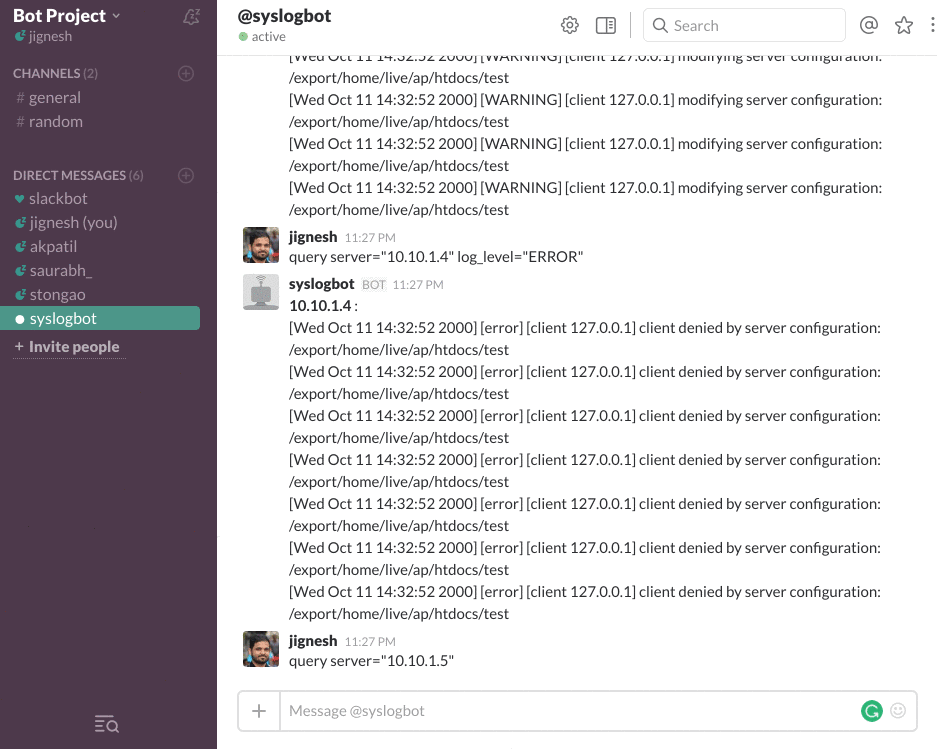 Bot Project
jignesh
CHANNELS (2)
# general
# random
DIRECT MESSAGES (6)
slackbot
jignesh (you)
akpatil
saurabh_
stongao
syslogbot
+ Invite people
@syslogbot
active
Search
[Wed Oct 11 14:32:52 2000] [WARNING] [client 127.0.0.1] modifying server configuration:
/export/home/live/ap/htdocs/test
[Wed Oct 11 14:32:52 2000] [WARNING] [client 127.0.0.1] modifying server configuration:
/export/home/live/ap/htdocs/test
[Wed Oct 11 14:32:52 2000] [WARNING] [client 127.0.0.1] modifying server configuration:
/export/home/live/ap/htdocs/test
[Wed Oct 11 14:32:52 2000] [WARNING] [client 127.0.0.1] modifying server configuration:
/export/home/live/ap/htdocs/test
jignesh 11:27 PM
query server="10.10.1.4" log_level="ERROR"
syslogbot BOT 11:27 PM
10.10.1.4 :
[Wed Oct 11 14:32:52 2000] [error] [client 127.0.0.1] client denied by server configuration:
/export/home/live/ap/htdocs/test
[Wed Oct 11 14:32:52 2000] [error] [client 127.0.0.1] client denied by server configuration:
/export/home/live/ap/htdocs/test
[Wed Oct 11 14:32:52 2000] [error] [client 127.0.0.1] client denied by server configuration:
/export/home/live/ap/htdocs/test
[Wed Oct 11 14:32:52 2000] [error] [client 127.0.0.1] client denied by server configuration:
/export/home/live/ap/htdocs/test
[Wed Oct 11 14:32:52 2000] [error] [client 127.0.0.1] client denied by server configuration:
/export/home/live/ap/htdocs/test
[Wed Oct 11 14:32:52 2000] [error] [client 127.0.0.1] client denied by server configuration:
/export/home/live/ap/htdocs/test
[Wed Oct 11 14:32:52 2000] [error] [client 127.0.0.1] client denied by server configuration:
/export/home/live/ap/htdocs/test
jignesh 11:27 PM
query server="10.10.1.5"
Message @syslogbot